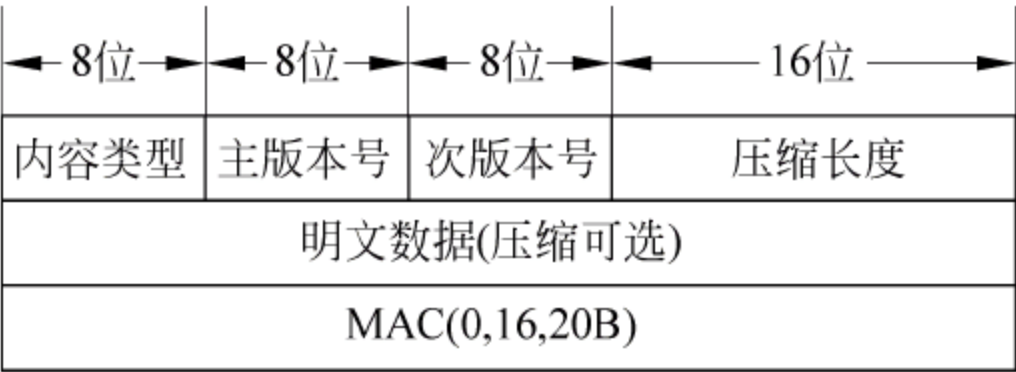 8位 8位 8位 16位
内容类型 主版本号 次版本号 压缩长度
明文数据(压缩可选)
MAC(0,16,20B)